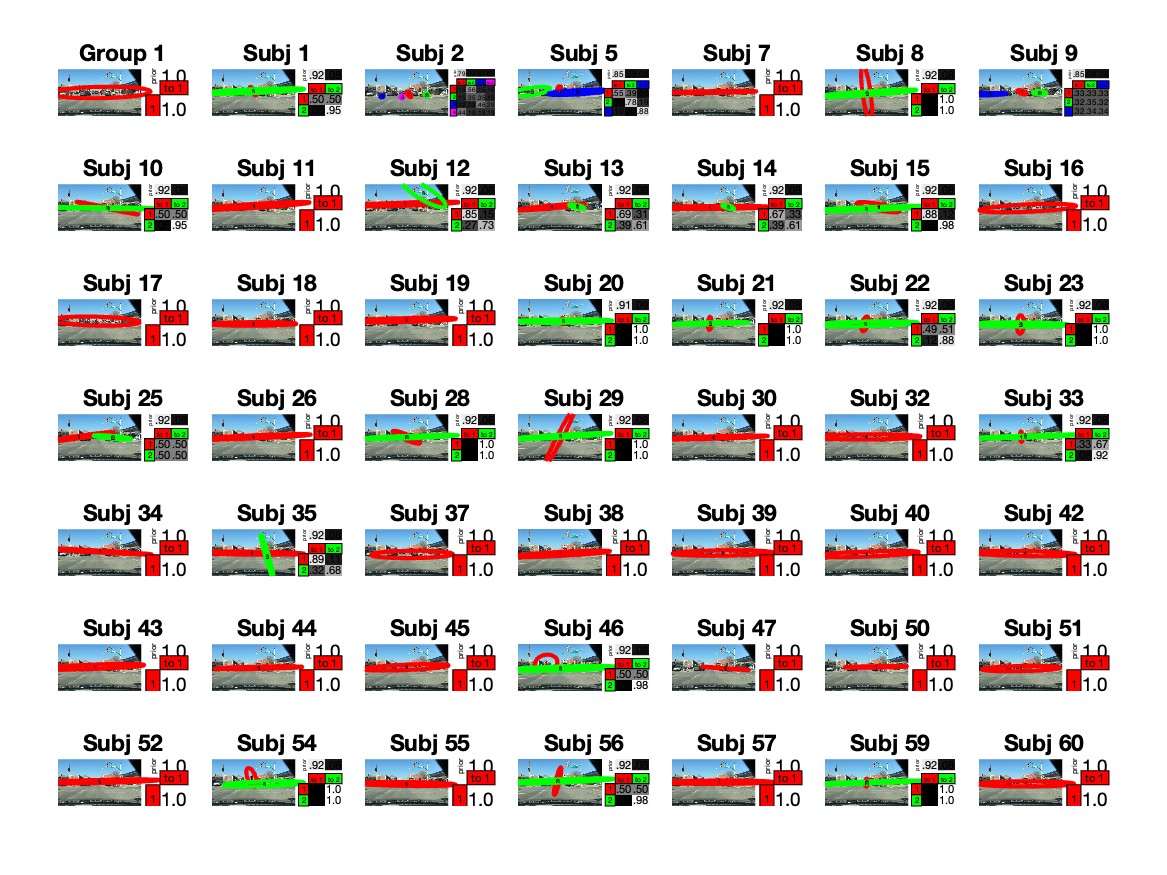 Group 1 Subj 1 Subj 2 Subj 5 Subj 7 Subj 8 Subj 9
prior 1.0 to 1 1 1.0
prior .92 to 1 to 2 1 .50 .50 2 .95
prior 1.0 to 1 1 1.0
prior .92 to 1 to 2 1 1.0 2 1.0
Subj 10 Subj 11 Subj 12 Subj 13 Subj 14 Subj 15 Subj 16
prior .92 to 1 to 2 1 .50 .50 2 .95
prior 1.0 to 1 1 1.0
prior .92 to 1 to 2 1 .85 .15 2 .27 .73
prior .92 to 1 to 2 1 .69 .31 2 .39 .61
prior .92 to 1 to 2 1 .67 .33 2 .39 .61
prior .92 to 1 to 2 1 .88 .12 2 .98
prior 1.0 to 1 1 1.0
Subj 17 Subj 18 Subj 19 Subj 20 Subj 21 Subj 22 Subj 23
prior 1.0 to 1 1 1.0
prior 1.0 to 1 1 1.0
prior 1.0 to 1 1 1.0
prior .91 to 1 to 2 1 1.0 2 1.0
prior .92 to 1 to 2 1 1.0 2 1.0
prior .92 to 1 to 2 1 .49 .51 2 .12 .88
prior .92 to 1 to 2 1 1.0 2 1.0
Subj 25 Subj 26 Subj 28 Subj 29 Subj 30 Subj 32 Subj 33
prior .92 to 1 to 2 1 .50 .50 2 .50 .50
prior 1.0 to 1 1 1.0
prior .92 to 1 to 2 1 1.0 2 1.0
prior .92 to 1 to 2 1 1.0 2 1.0
prior 1.0 to 1 1 1.0
prior 1.0 to 1 1 1.0
prior .92 to 1 to 2 1 .33 .67 2 .92
Subj 34 Subj 35 Subj 37 Subj 38 Subj 39 Subj 40 Subj 42
prior 1.0 to 1 1 1.0
prior .92 to 1 to 2 1 .89 .11 2 .32 .68
prior 1.0 to 1 1 1.0
prior 1.0 to 1 1 1.0
prior 1.0 to 1 1 1.0
prior 1.0 to 1 1 1.0
prior 1.0 to 1 1 1.0
Subj 43 Subj 44 Subj 45 Subj 46 Subj 47 Subj 50 Subj 51
prior 1.0 to 1 1 1.0
prior 1.0 to 1 1 1.0
prior 1.0 to 1 1 1.0
prior .92 to 1 to 2 1 .50 .50 2 .98
prior 1.0 to 1 1 1.0
prior 1.0 to 1 1 1.0
prior 1.0 to 1 1 1.0
Subj 52 Subj 54 Subj 55 Subj 56 Subj 57 Subj 59 Subj 60
prior 1.0 to 1 1 1.0
prior .92 to 1 to 2 1 1.0 2 1.0
prior 1.0 to 1 1 1.0
prior .92 to 1 to 2 1 .50 .50 2 .98
prior 1.0 to 1 1 1.0
prior .92 to 1 to 2 1 1.0 2 1.0
prior 1.0 to 1 1 1.0